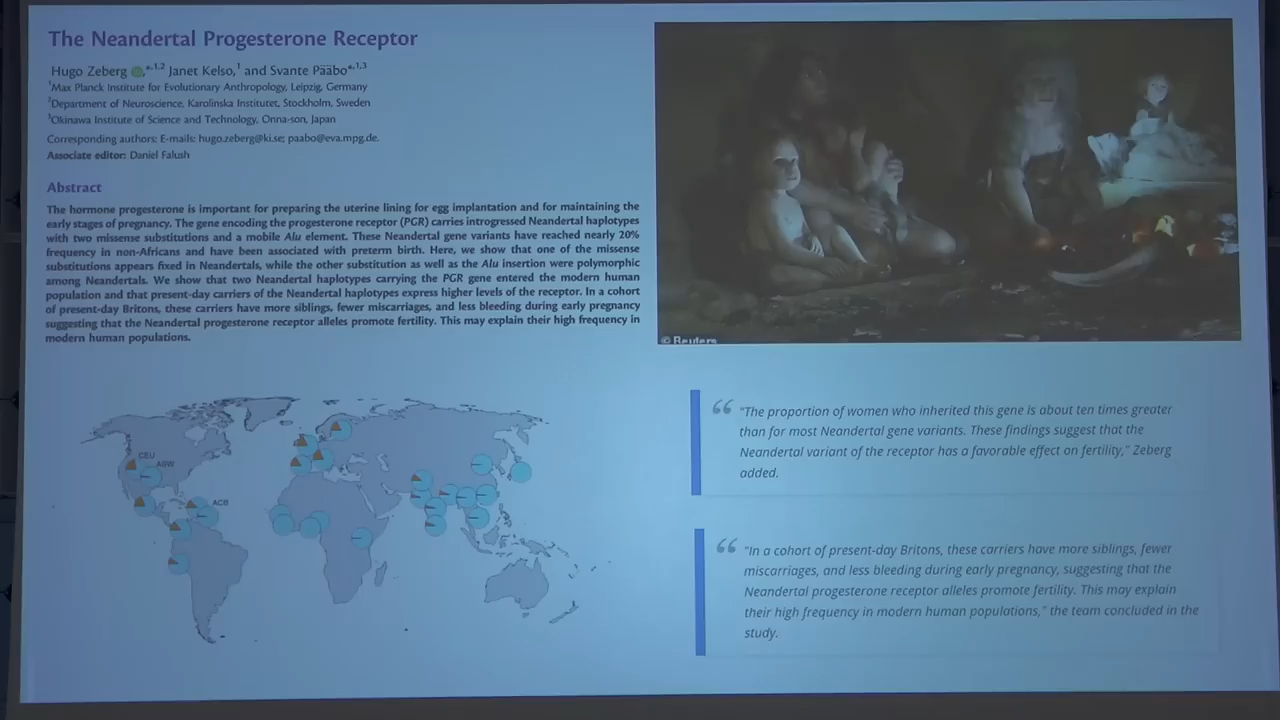 The Neandertal Progesterone Receptor
Hugo Zeberg,*,1,2 Janet Kelso,1 and Svante Pääbo*,1,3
1Max Planck Institute for Evolutionary Anthropology, Leipzig, Germany
2Department of Neuroscience, Karolinska Institutet, Stockholm, Sweden
3Okinawa Institute of Science and Technology, Onna-son, Japan
Corresponding authors: E-mails: hugo.zeberg@ki.se; paabo@eva.mpg.de.
Associate editor: Daniel Falush
Abstract
The hormone progesterone is important for preparing the uterine lining for egg implantation and for maintaining the
early stages of pregnancy. The gene encoding the progesterone receptor (PGR) carries introgressed Neandertal haplotypes
with two missense substitutions and a mobile Alu element. These Neandertal gene variants have reached nearly 20%
frequency in non-Africans and have been associated with preterm birth. Here, we show that one of the missense
substitutions appears fixed in Neandertals, while the other substitution as well as the Alu insertion were polymorphic
among Neandertals. We show that two Neandertal haplotypes carrying the PGR gene entered the modern human
population and that present-day carriers of the Neandertal haplotypes express higher levels of the receptor. In a cohort
of present-day Britons, these carriers have more siblings, fewer miscarriages, and less bleeding during early pregnancy
suggesting that the Neandertal progesterone receptor alleles promote fertility. This may explain their high frequency in
modern human populations.
© Reuters
CEU
ASW
ACB
“ "The proportion of women who inherited this gene is about ten times greater
than for most Neandertal gene variants. These findings suggest that the
Neandertal variant of the receptor has a favorable effect on fertility," Zeberg
added.
“ "In a cohort of present-day Britons, these carriers have more siblings, fewer
miscarriages, and less bleeding during early pregnancy, suggesting that the
Neandertal progesterone receptor alleles promote fertility. This may explain
their high frequency in modern human populations," the team concluded in the
study.